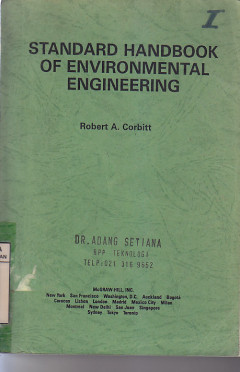 I
STANDARD HANDBOOK
OF ENVIRONMENTAL
ENGINEERING
Robert A. Corbitt
DR. ADANG SETIANA
BPP TEKNOLOGI
McGRAW-HILL, INC.
New York San Francisco Washington, D.C. Auckland Bogota
Caracas Lisbon London Madrid Mexico City Milan
Montreal New Delhi San Juan Singapore
Sydney Tokyo Toronto